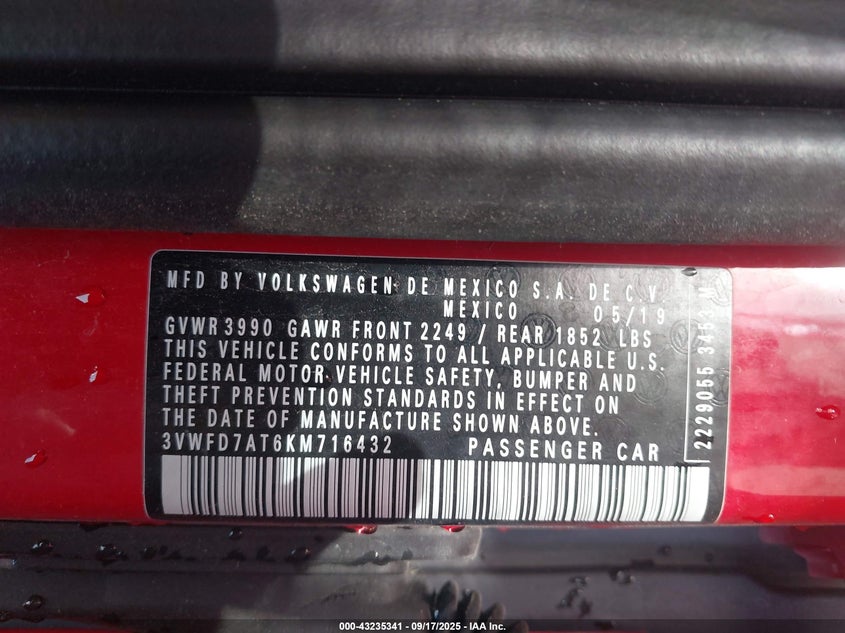 MFD BY VOLKSWAGEN DE MEXICO S.A. DE C.V.
MEXICO 05/19
GVWR 3990 GAWR FRONT 2249 / REAR 1852 LBS
THIS VEHICLE CONFORMS TO ALL APPLICABLE U.S.
FEDERAL MOTOR VEHICLE SAFETY, BUMPER AND
THEFT PREVENTION STANDARDS IN EFFECT ON
THE DATE OF MANUFACTURE SHOWN ABOVE.
3VWFD7AT6KM716432 PASSENGER CAR
2229055 3453 M
000-43235341 - 09/17/2025 - IAA Inc.